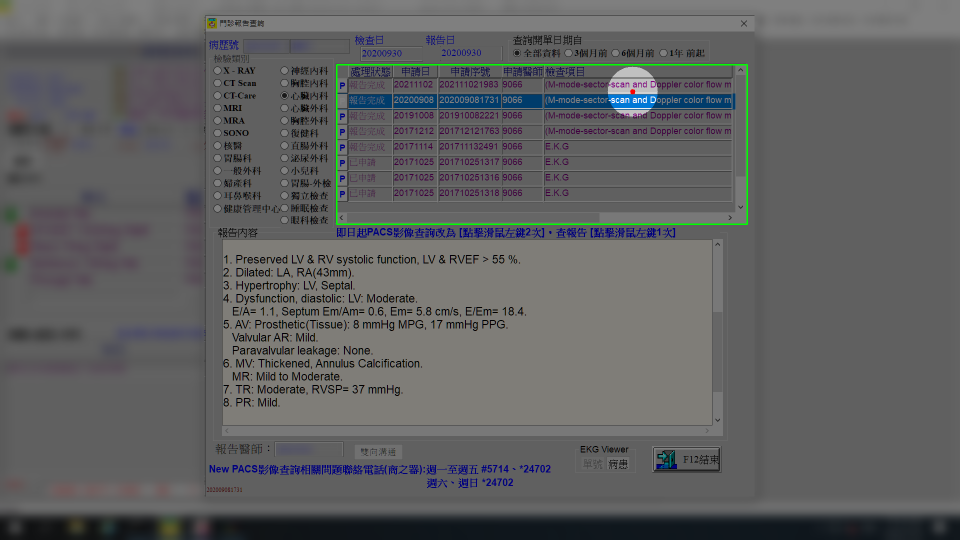 門診報告查詢
病歷號
檢查日 報告日 查詢開單日期自
20200930 20200930 全部資料 3個月前 6個月前 1年 前起
檢驗類別
X - RAY 神經內科
CT Scan 胸腔內科
CT-Care 心臟內科
MRI 心臟外科
MRA 胸腔外科
SONO 復健科
核醫 直腸外科
胃腸科 泌尿外科
一般外科 小兒科
婦產科 胃腸-外檢
耳鼻喉科 獨立檢查
健康管理中心 睡眠檢查
眼科檢查
處理狀態 申請日 申請序號 申請醫師 檢查項目
P 報告完成 20211102 202111021983 9066 (M-mode-sector-scan and Doppler color flow m
報告完成 20200908 202009081731 9066 (M-mode-sector-scan and Doppler color flow m
P 報告完成 20191008 201910082221 9066 (M-mode-sector-scan and Doppler color flow m
P 報告完成 20171212 201712121763 9066 (M-mode-sector-scan and Doppler color flow m
P 報告完成 20171114 201711132491 9066 E.K.G
P 已申請 20171025 201710251317 9066 E.K.G
P 已申請 20171025 201710251316 9066 E.K.G
P 已申請 20171025 201710251318 9066 E.K.G
報告內容 即日起PACS影像查詢改為【點擊滑鼠左鍵2次】，查報告【點擊滑鼠左鍵1次】
1. Preserved LV & RV systolic function, LV & RVEF > 55 %.
2. Dilated: LA, RA(43mm).
3. Hypertrophy: LV, Septal.
4. Dysfunction, diastolic: LV: Moderate.
E/A= 1.1, Septum Em/Am= 0.6, Em= 5.8 cm/s, E/Em= 18.4.
5. AV: Prosthetic(Tissue): 8 mmHg MPG, 17 mmHg PPG.
Valvular AR: Mild.
Paravalvular leakage: None.
6. MV: Thickened, Annulus Calcification.
MR: Mild to Moderate.
7. TR: Moderate, RVSP= 37 mmHg.
8. PR: Mild.
報告醫師： 雙向溝通 EKG Viewer
單號 病患 F12結束
New PACS影像查詢相關問題聯絡電話(商之器):週一至週五 #5714、*24702
週六、週日 *24702
202009081731